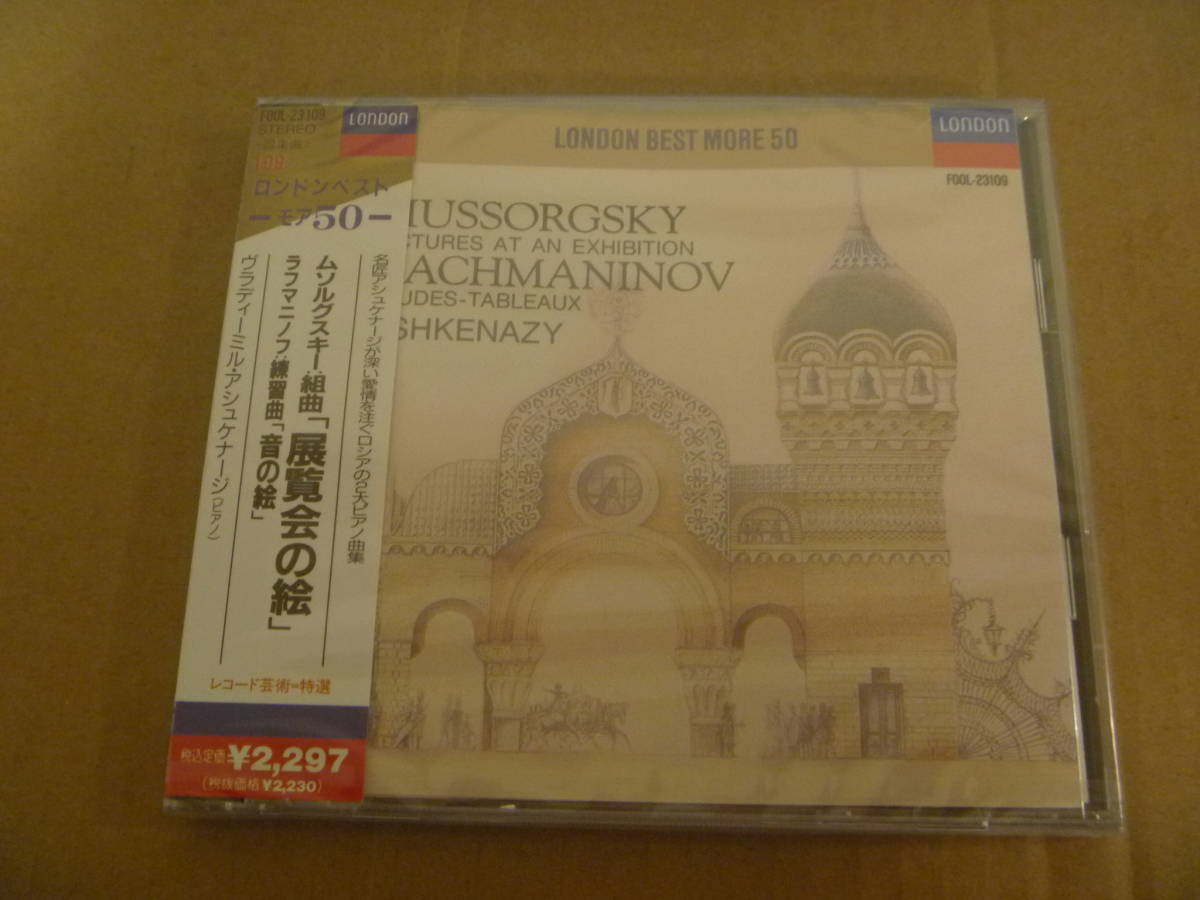 FOOL-23109
STEREO
109
LONDON
ロンドンベスト
モア50
名匠アシュケナージが深い愛情を注ぐロシアの2大ピアノ曲集
ムソルグスキー:組曲「展覧会の絵」
ラフマニノフ:練習曲「音の絵」
ヴラディーミル・アシュケナージ(ピアノ)
レコード芸術=特選
税込定価¥2,297
(税抜価格¥2,230)
LONDON BEST MORE 50
LONDON
FOOL-23109
MUSSORGSKY
CTURES AT AN EXHIBITION
ACHMANINOV
UDES-TABLEAUX
SHKENAZY